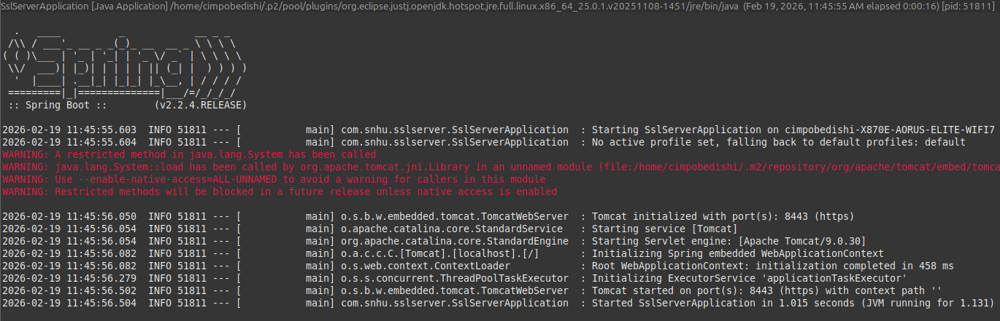 SslServerApplication [Java Application] /home/cimpobedishi/.p2/pool/plugins/org.eclipse.justj.openjdk.hotspot.jre.full.linux.x86_64_25.0.1.v20251108-1451/jre/bin/java (Feb 19, 2026, 11:45:55 AM elapsed 0:00:16) [pid: 51811]
  .   ____          _            __ _ _
 /\\ / ___'_ __ _ _(_)_ __  __ _ \ \ \ \
( ( )\___ | '_ | '_| | '_ \/ _` | \ \ \ \
 \\/  ___)| |_)| | | | | || (_| |  ) ) ) )
  '  |____| .__|_| |_|_| |_\__, | / / / /
 =========|_|==============|___/=/_/_/_/
 :: Spring Boot ::        (v2.2.4.RELEASE)
2026-02-19 11:45:55.603  INFO 51811 --- [           main] com.snhu.sslserver.SslServerApplication  : Starting SslServerApplication on cimpobedishi-X870E-AORUS-ELITE-WIFI7
2026-02-19 11:45:55.604  INFO 51811 --- [           main] com.snhu.sslserver.SslServerApplication  : No active profile set, falling back to default profiles: default
WARNING: A restricted method in java.lang.System has been called
WARNING: java.lang.System::load has been called by org.apache.tomcat.jni.Library in an unnamed module (file:/home/cimpobedishi/.m2/repository/org/apache/tomcat/embed/tomca
WARNING: Use --enable-native-access=ALL-UNNAMED to avoid a warning for callers in this module
WARNING: Restricted methods will be blocked in a future release unless native access is enabled
2026-02-19 11:45:56.050  INFO 51811 --- [           main] o.s.b.w.embedded.tomcat.TomcatWebServer  : Tomcat initialized with port(s): 8443 (https)
2026-02-19 11:45:56.054  INFO 51811 --- [           main] o.apache.catalina.core.StandardService   : Starting service [Tomcat]
2026-02-19 11:45:56.054  INFO 51811 --- [           main] org.apache.catalina.core.StandardEngine  : Starting Servlet engine: [Apache Tomcat/9.0.30]
2026-02-19 11:45:56.082  INFO 51811 --- [           main] o.a.c.c.C.[Tomcat].[localhost].[/]       : Initializing Spring embedded WebApplicationContext
2026-02-19 11:45:56.082  INFO 51811 --- [           main] o.s.web.context.ContextLoader            : Root WebApplicationContext: initialization completed in 458 ms
2026-02-19 11:45:56.279  INFO 51811 --- [           main] o.s.s.concurrent.ThreadPoolTaskExecutor  : Initializing ExecutorService 'applicationTaskExecutor'
2026-02-19 11:45:56.502  INFO 51811 --- [           main] o.s.b.w.embedded.tomcat.TomcatWebServer  : Tomcat started on port(s): 8443 (https) with context path ''
2026-02-19 11:45:56.504  INFO 51811 --- [           main] com.snhu.sslserver.SslServerApplication  : Started SslServerApplication in 1.015 seconds (JVM running for 1.131)